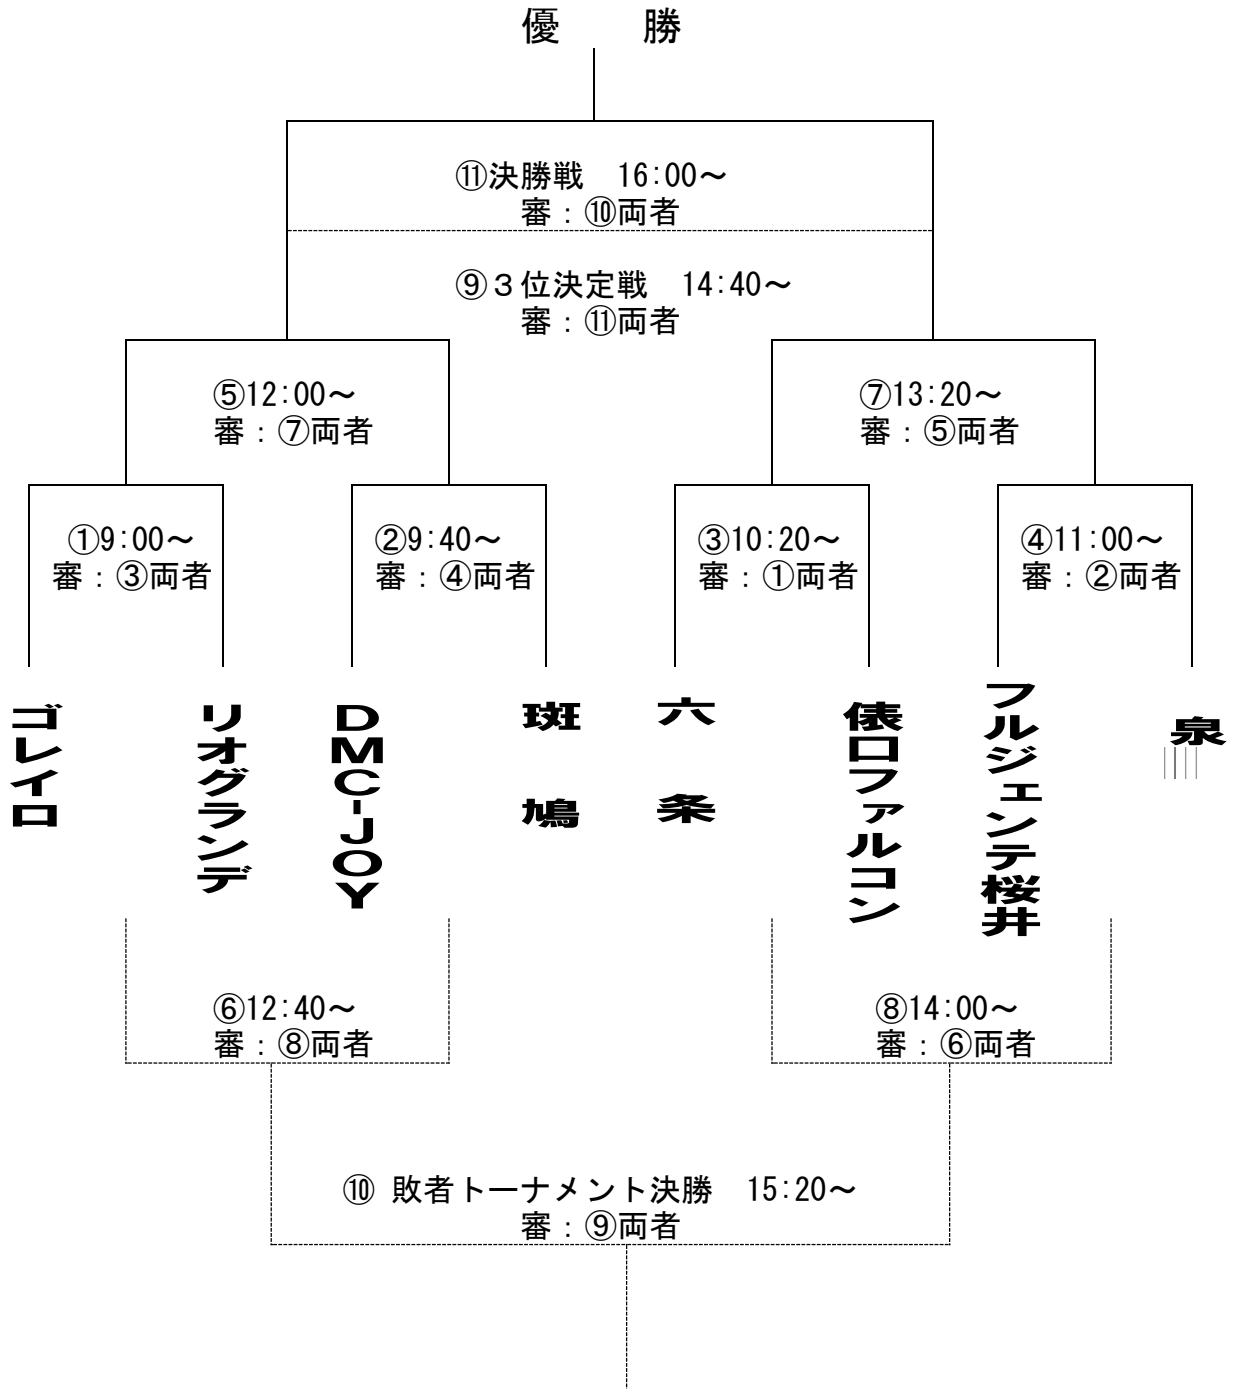 優　勝
⑪決勝戦　16:00～
審：⑩両者
⑨３位決定戦　14:40～
審：⑪両者
⑤12:00～
審：⑦両者
⑦13:20～
審：⑤両者
①9:00～
審：③両者
②9:40～
審：④両者
③10:20～
審：①両者
④11:00～
審：②両者
ゴレイロ
リオグランデ
DMC-JOY
斑鳩
六条
俵口ファルコン
フルジェンテ桜井
泉
⑥12:40～
審：⑧両者
⑧14:00～
審：⑥両者
⑩ 敗者トーナメント決勝　15:20～
審：⑨両者